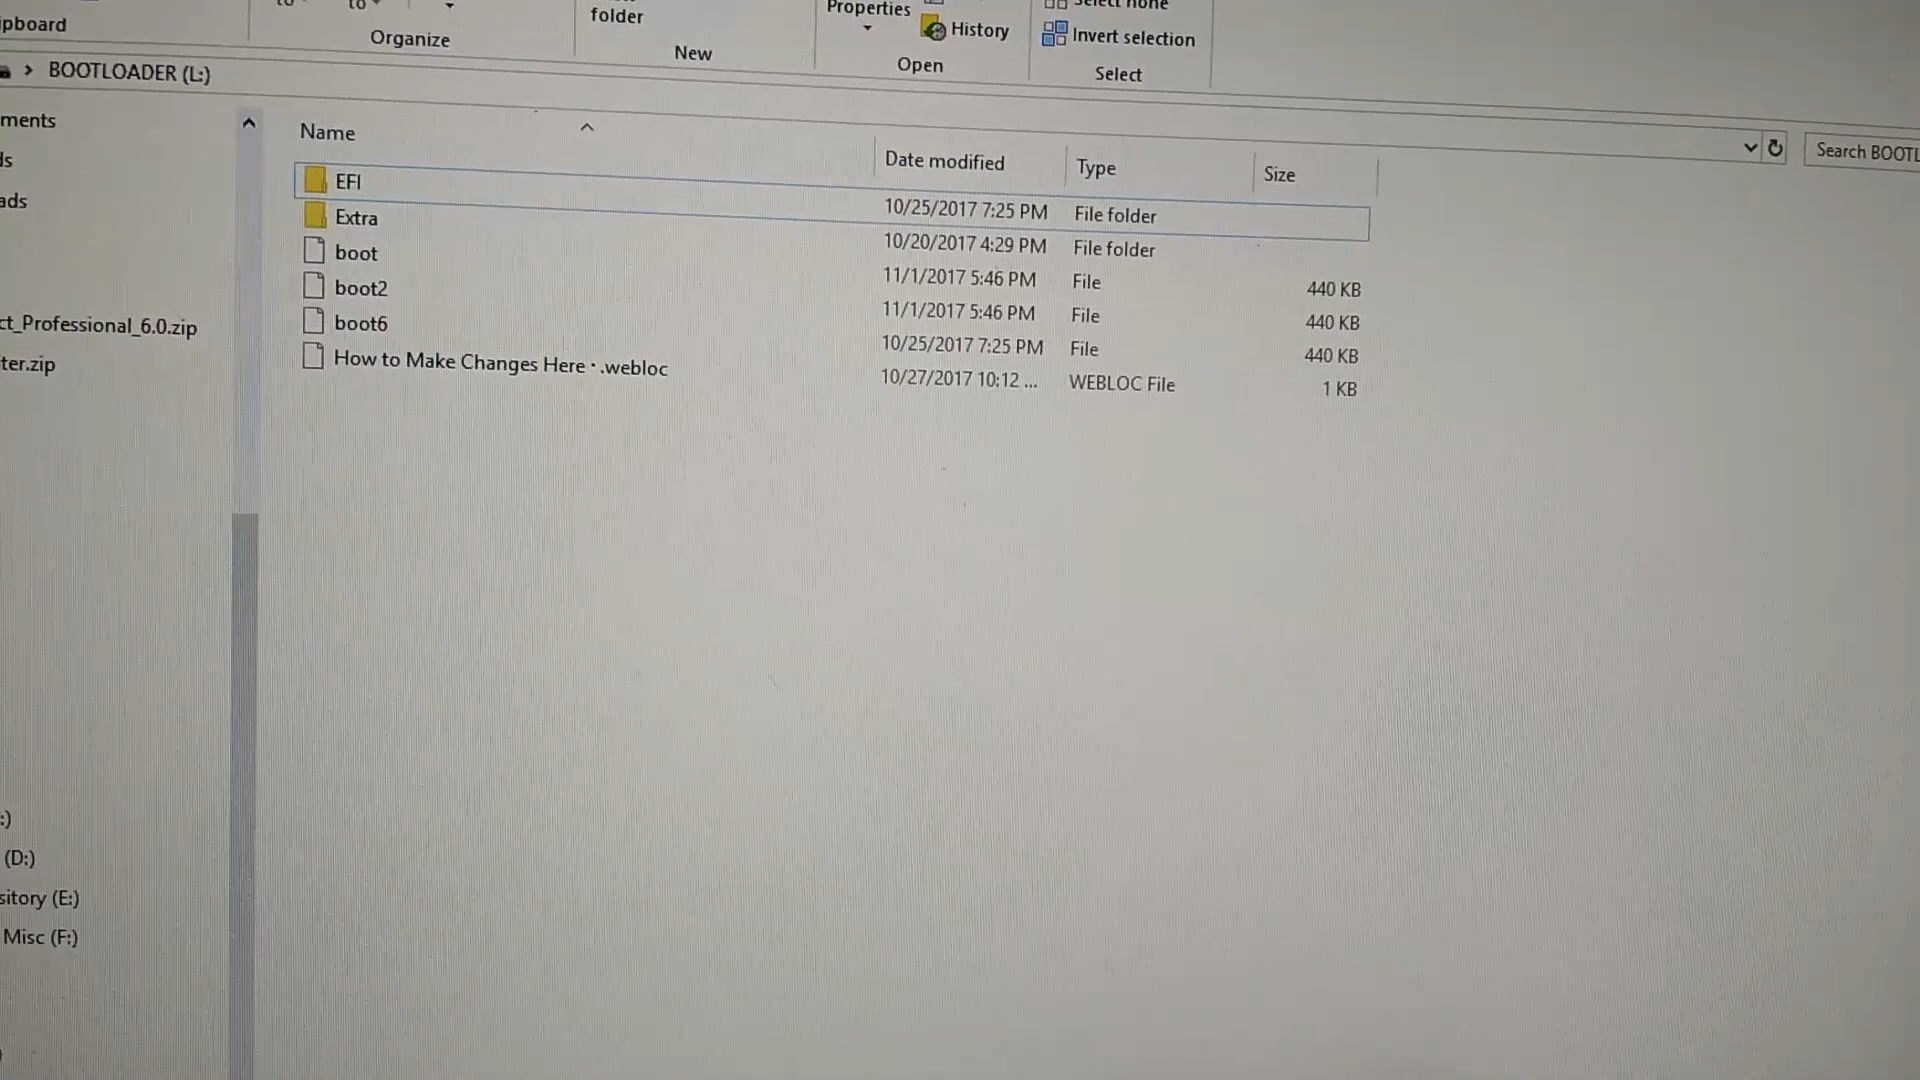 pboard
Organize
folder
New
Properties
History
Open
Select none
Invert selection
Select
> BOOTLOADER (L:)
Search BOOTL
ments
ls
ads
ct_Professional_6.0.zip
ter.zip
:)
(D:)
sitory (E:)
Misc (F:)
Name Date modified Type Size
EFI 10/25/2017 7:25 PM File folder
Extra 10/20/2017 4:29 PM File folder
boot 11/1/2017 5:46 PM File 440 KB
boot2 11/1/2017 5:46 PM File 440 KB
boot6 10/25/2017 7:25 PM File 440 KB
How to Make Changes Here · .webloc 10/27/2017 10:12 ... WEBLOC File 1 KB